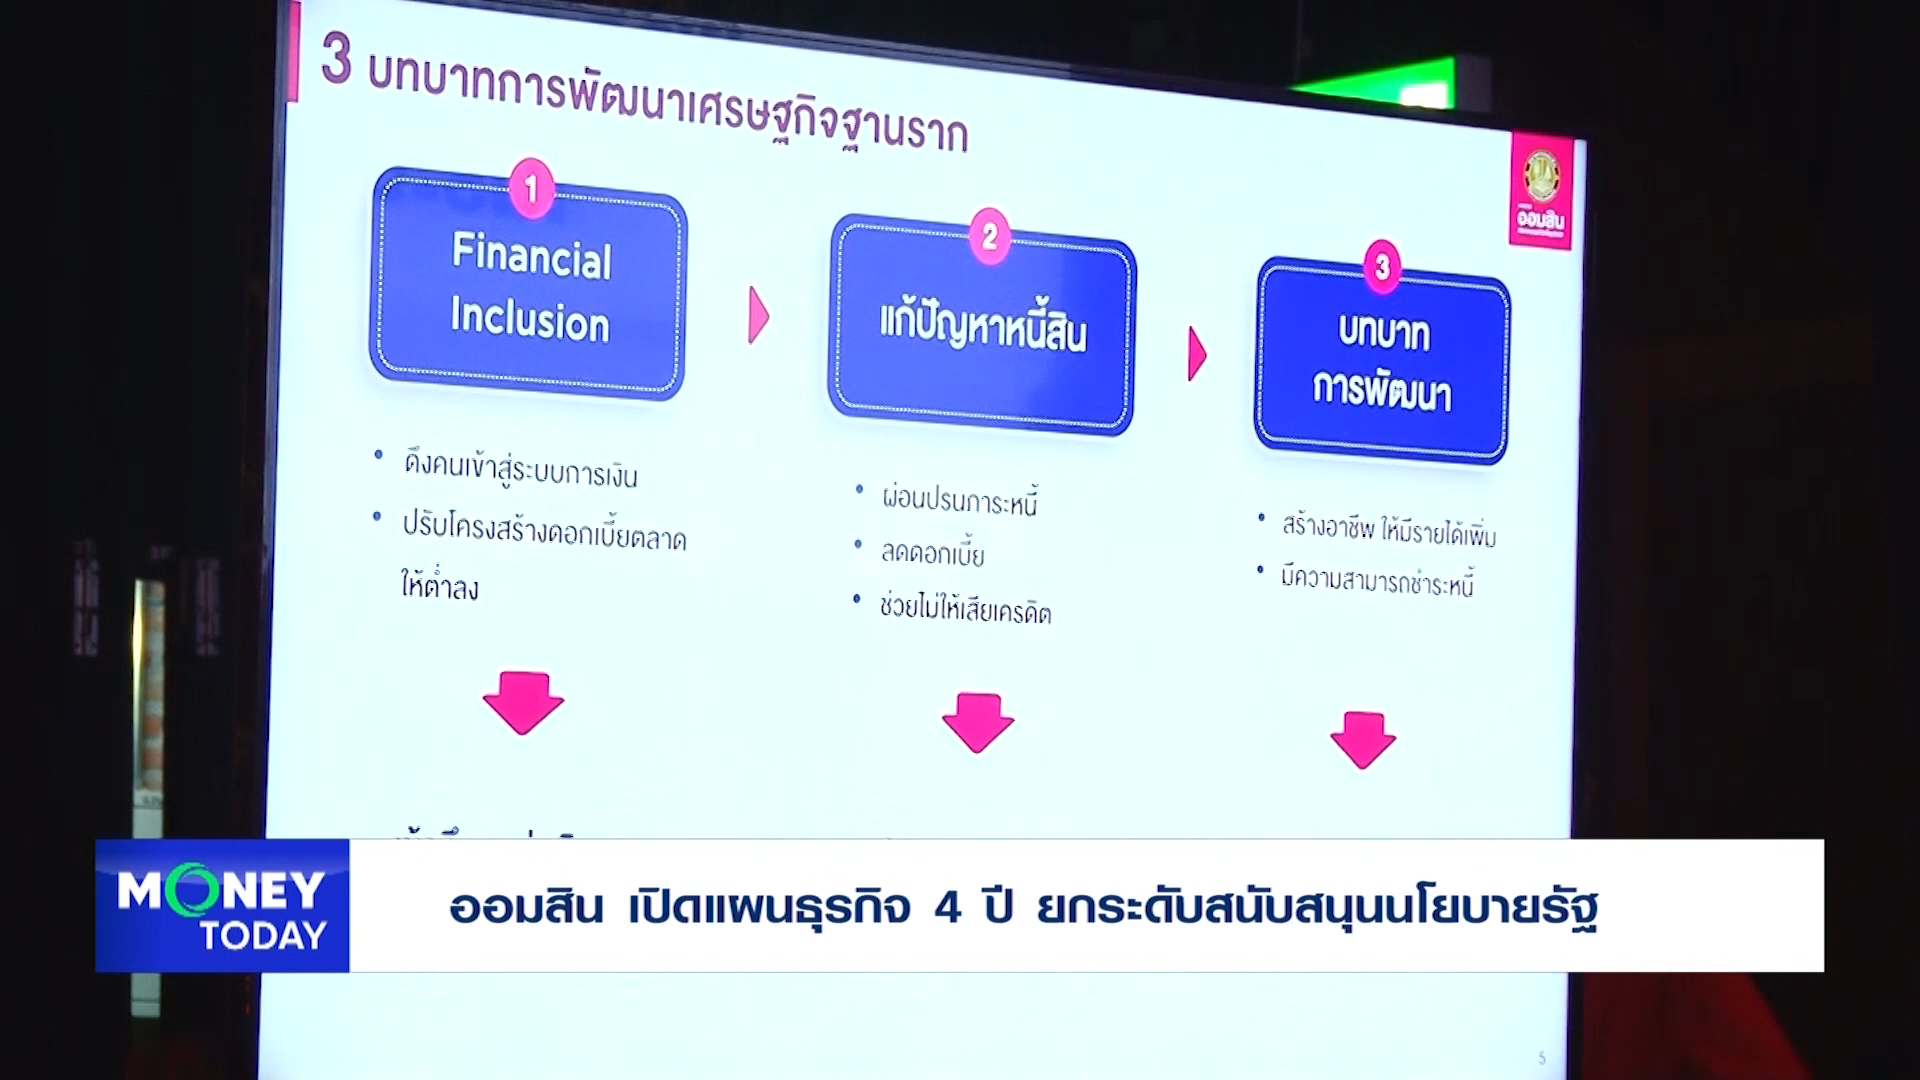 3 บทบาทการพัฒนาเศรษฐกิจฐานราก
ออมสิน
1
Financial
Inclusion
• ดึงคนเข้าสู่ระบบการเงิน
• ปรับโครงสร้างดอกเบี้ยตลาด
ให้ต่ำลง
2
แก้ปัญหาหนี้สิน
• ผ่อนปรนภาระหนี้
• ลดดอกเบี้ย
• ช่วยไม่ให้เสียเครดิต
3
บทบาท
การพัฒนา
• สร้างอาชีพ ให้มีรายได้เพิ่ม
• มีความสามารถชำระหนี้
MONEY
TODAY
ออมสิน เปิดแผนธุรกิจ 4 ปี ยกระดับสนับสนุนนโยบายรัฐ
5